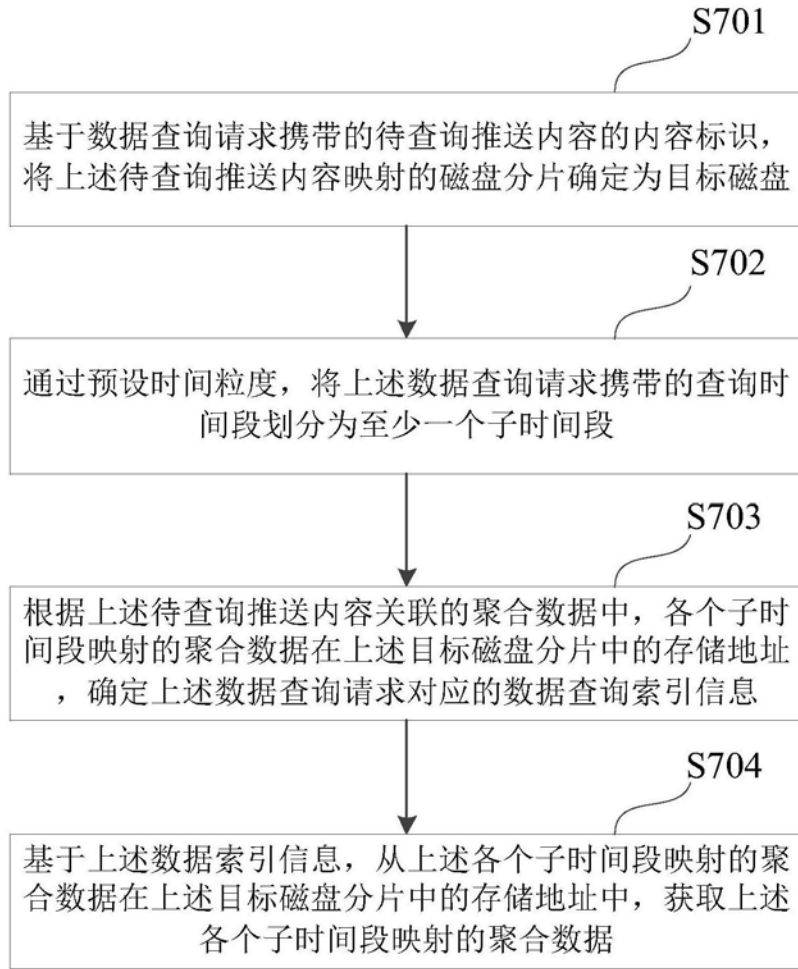 S701
基于数据查询请求携带的待查询推送内容的内容标识，
将上述待查询推送内容映射的磁盘分片确定为目标磁盘
S702
通过预设时间粒度，将上述数据查询请求携带的查询时
间段划分为至少一个子时间段
S703
根据上述待查询推送内容关联的聚合数据中，各个子时
间段映射的聚合数据在上述目标磁盘分片中的存储地址
，确定上述数据查询请求对应的数据查询索引信息
S704
基于上述数据索引信息，从上述各个子时间段映射的聚
合数据在上述目标磁盘分片中的存储地址中，获取上述
各个子时间段映射的聚合数据